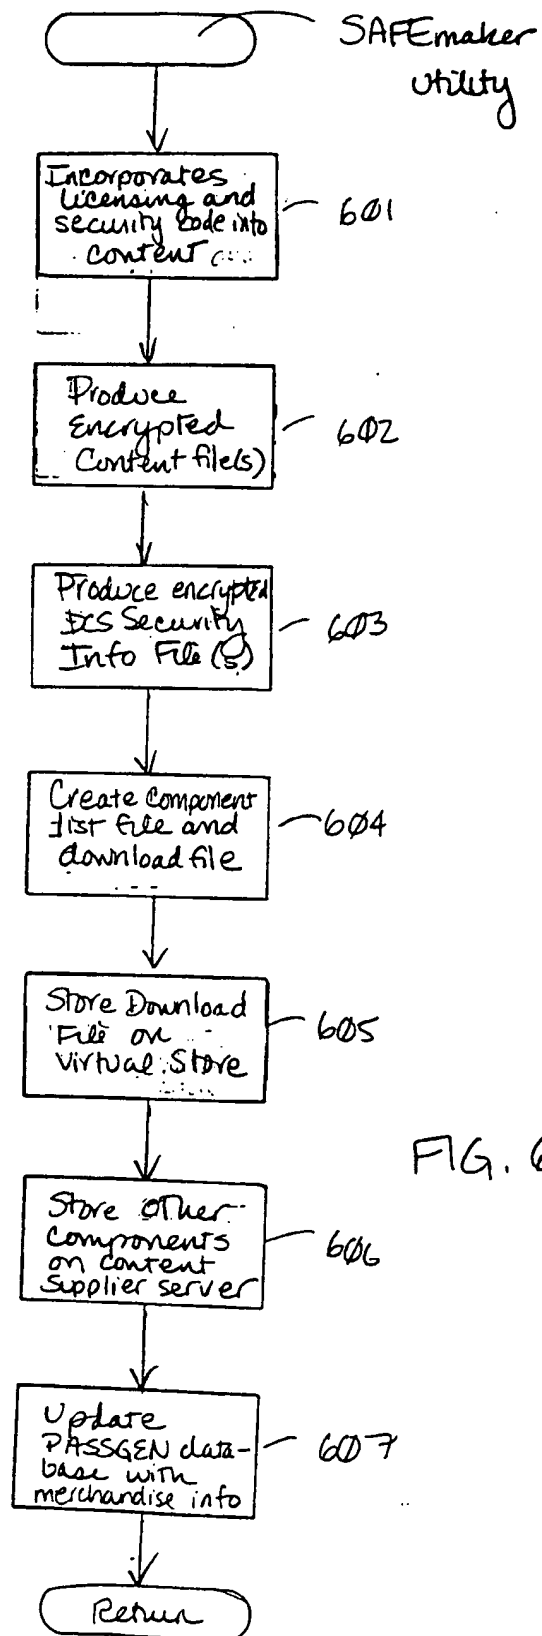 SAFEmaker
utility
Incorporates
licensing and
security code into
content
601
Produce
Encrypted
Content file(s)
602
Produce encrypted
DCS Security
Info File(s)
603
Create component
list file and
download file
604
Store Download
File on
Virtual Store
605
FIG. 6
Store other
components
on content
supplier server
606
Update
PASSGEN data-
base with
merchandise info
607
Return